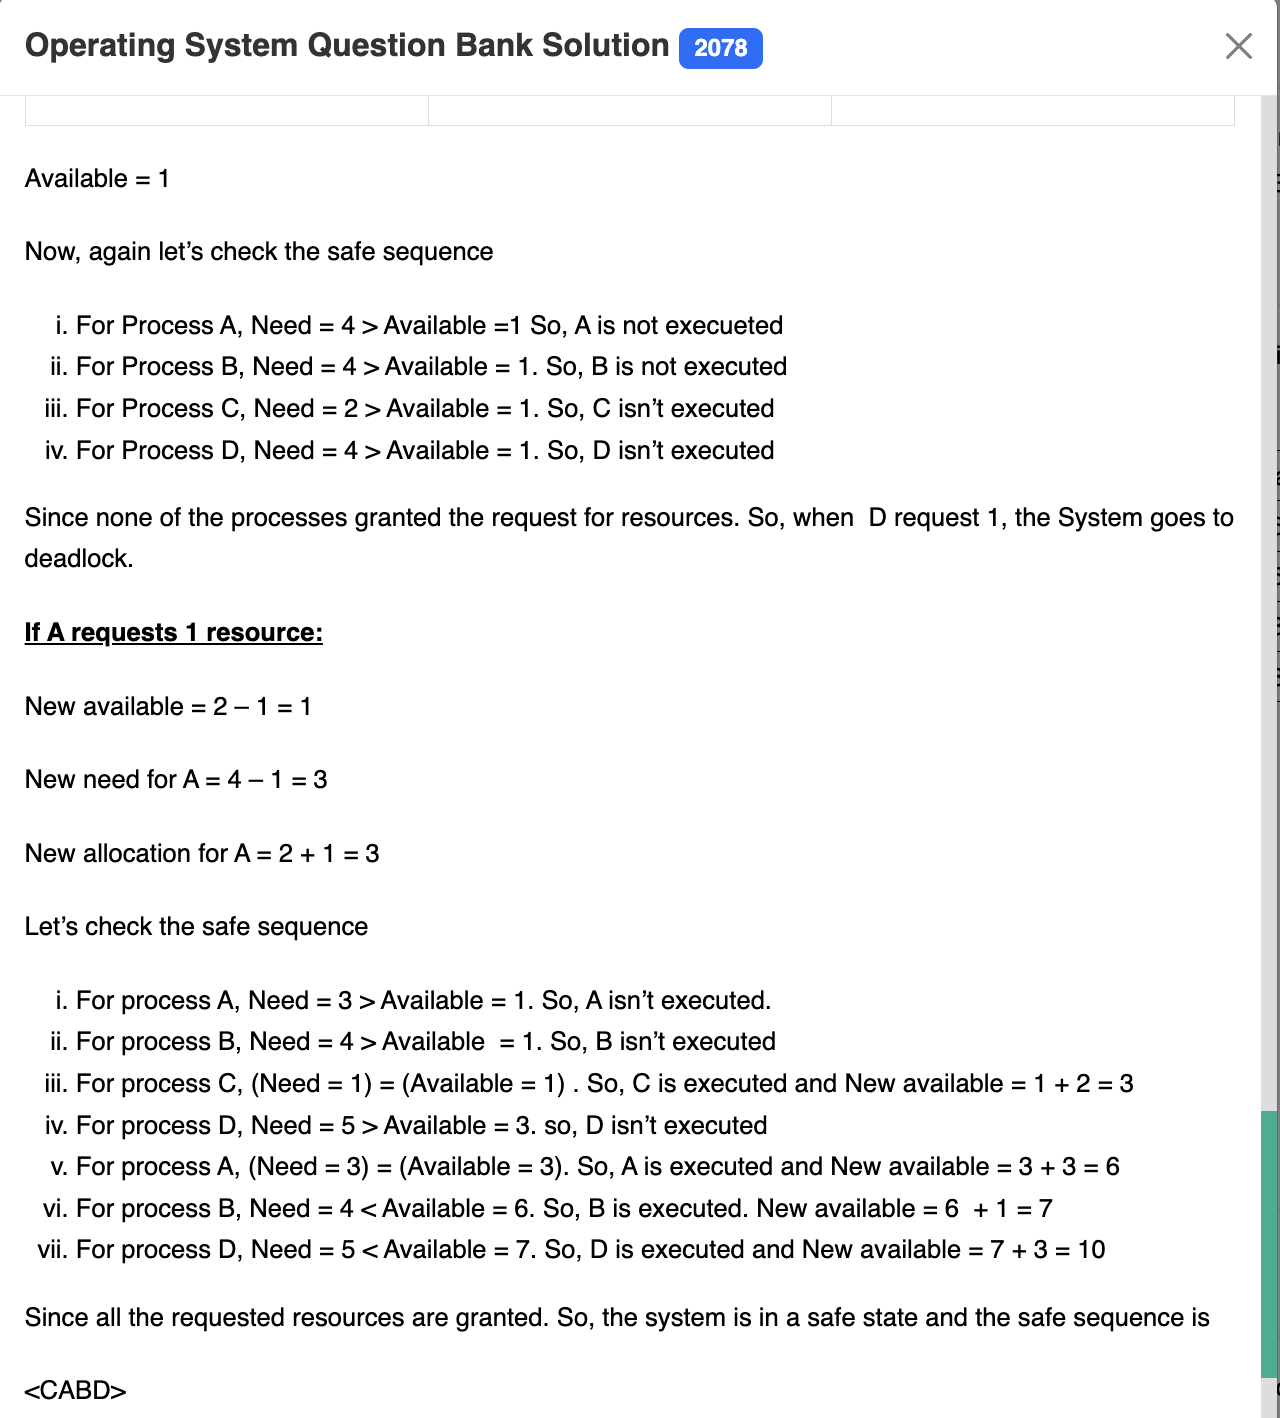 Operating System Question Bank Solution 2078
Available = 1
Now, again let’s check the safe sequence
i. For Process A, Need = 4 > Available =1 So, A is not execueted
ii. For Process B, Need = 4 > Available = 1. So, B is not executed
iii. For Process C, Need = 2 > Available = 1. So, C isn’t executed
iv. For Process D, Need = 4 > Available = 1. So, D isn’t executed
Since none of the processes granted the request for resources. So, when  D request 1, the System goes to
deadlock.
If A requests 1 resource:
New available = 2 – 1 = 1
New need for A = 4 – 1 = 3
New allocation for A = 2 + 1 = 3
Let’s check the safe sequence
i. For process A, Need = 3 > Available = 1. So, A isn’t executed.
ii. For process B, Need = 4 > Available  = 1. So, B isn’t executed
iii. For process C, (Need = 1) = (Available = 1) . So, C is executed and New available = 1 + 2 = 3
iv. For process D, Need = 5 > Available = 3. so, D isn’t executed
v. For process A, (Need = 3) = (Available = 3). So, A is executed and New available = 3 + 3 = 6
vi. For process B, Need = 4 < Available = 6. So, B is executed. New available = 6  + 1 = 7
vii. For process D, Need = 5 < Available = 7. So, D is executed and New available = 7 + 3 = 10
Since all the requested resources are granted. So, the system is in a safe state and the safe sequence is
<CABD>